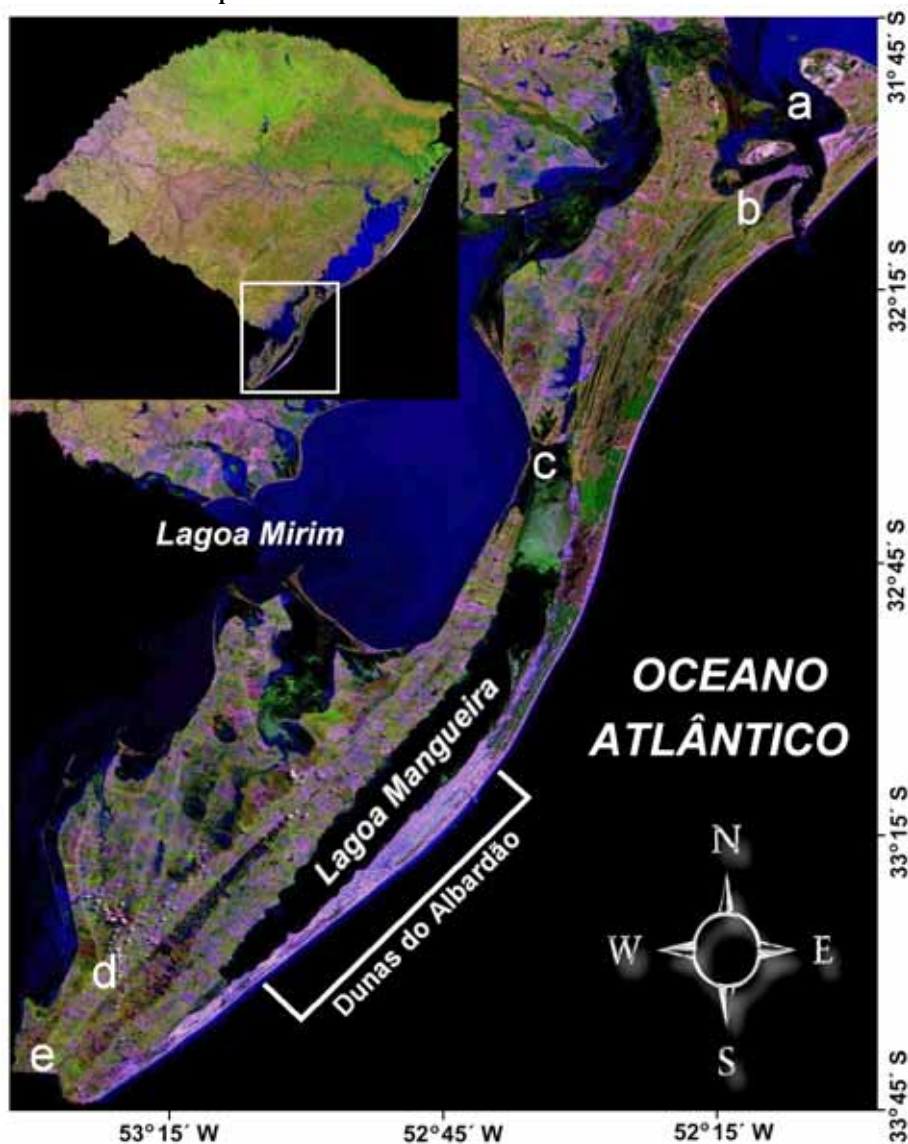 31°45´ S
a
b
32°15´ S
c
Lagoa Mirim
32°45´ S
OCEANO
ATLÂNTICO
Lagoa Mangueira
33°15´ S
Dunas do Albardão
N
W
E
S
d
e
33°45´ S
53°15´ W
52°45´ W
52°15´ W